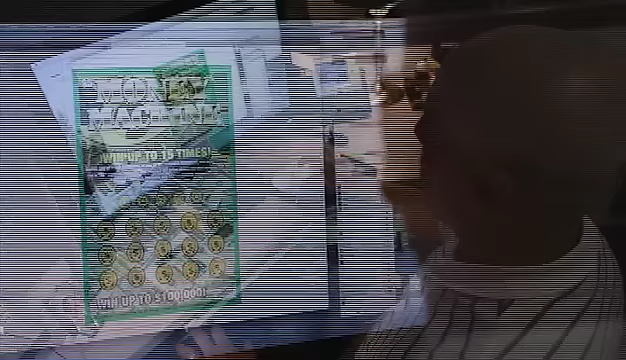 MONEY
MACHINE
WIN UP TO 15 TIMES!
WIN UP TO $100,000!